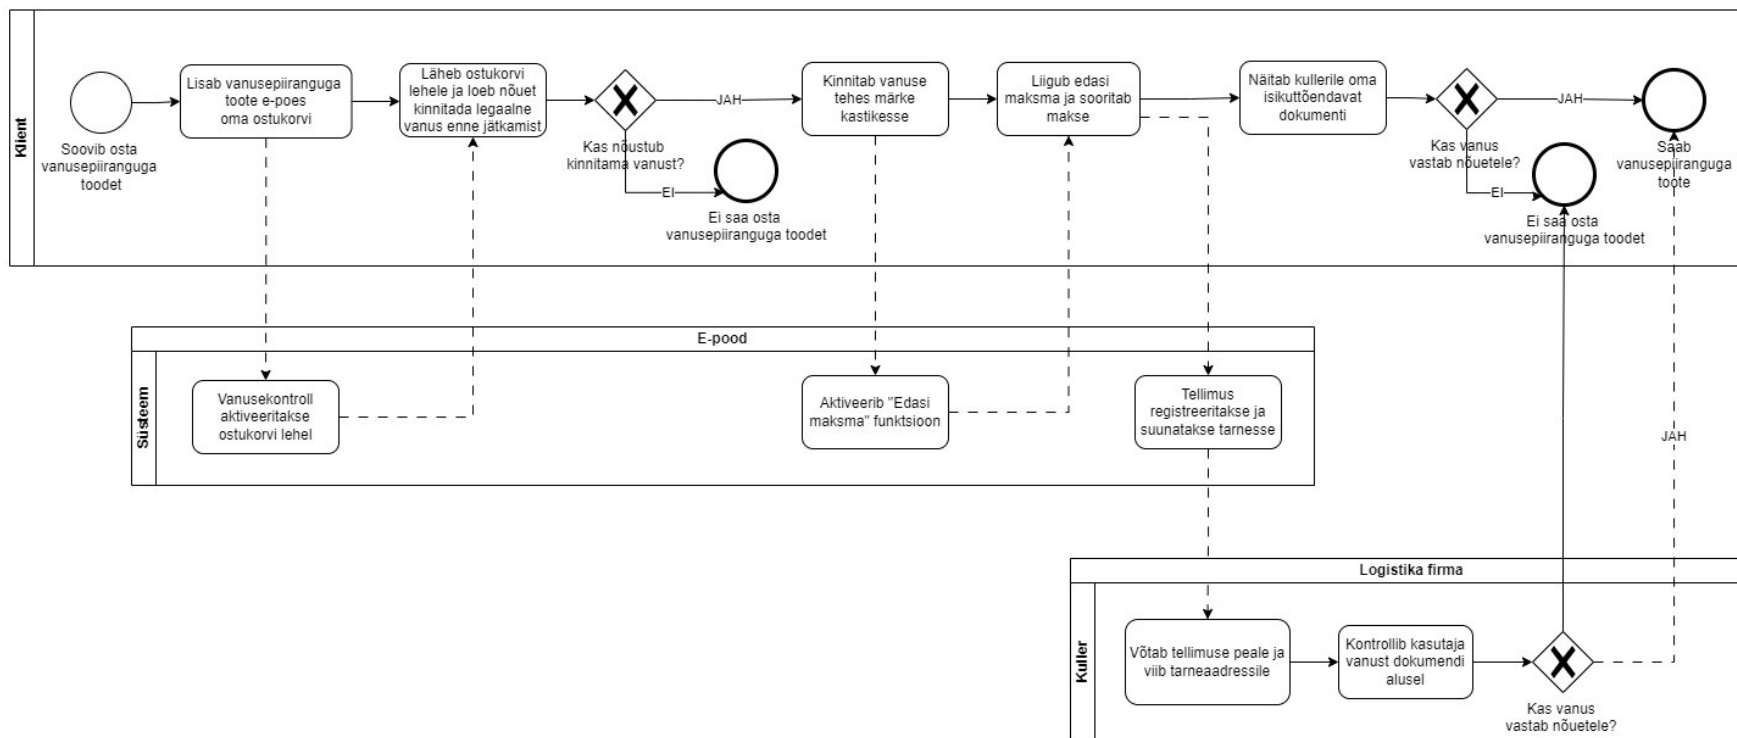 Klient
Soovib osta
vanusepiiranguga
toodet
Lisab vanusepiiranguga
toote e-poes
oma ostukorvi
Läheb ostukorvi
lehele ja loeb nõuet
kinnitada legaalne
vanus enne jätkamist
Kas nõustub
kinnitama vanust?
JAH
EI
Ei saa osta
vanusepiiranguga toodet
Kinnitab vanuse
tehes märke
kastikesse
Liigub edasi
maksma ja sooritab
makse
Näitab kullerile oma
isikuttõendavat
dokumenti
Kas vanus
vastab nõuetele?
JAH
EI
Ei saa osta
vanusepiiranguga toodet
Saab
vanusepiiranguga
toote
E-pood
Süsteem
Vanusekontroll
aktiveeritakse
ostukorvi lehel
Aktiveerib "Edasi
maksma" funktsioon
Tellimus
registreeritakse ja
suunatakse tarnesse
JAH
Logistika firma
Kuller
Võtab tellimuse peale ja
viib tarneaadressile
Kontrollib kasutaja
vanust dokumendi
alusel
Kas vanus
vastab nõuetele?